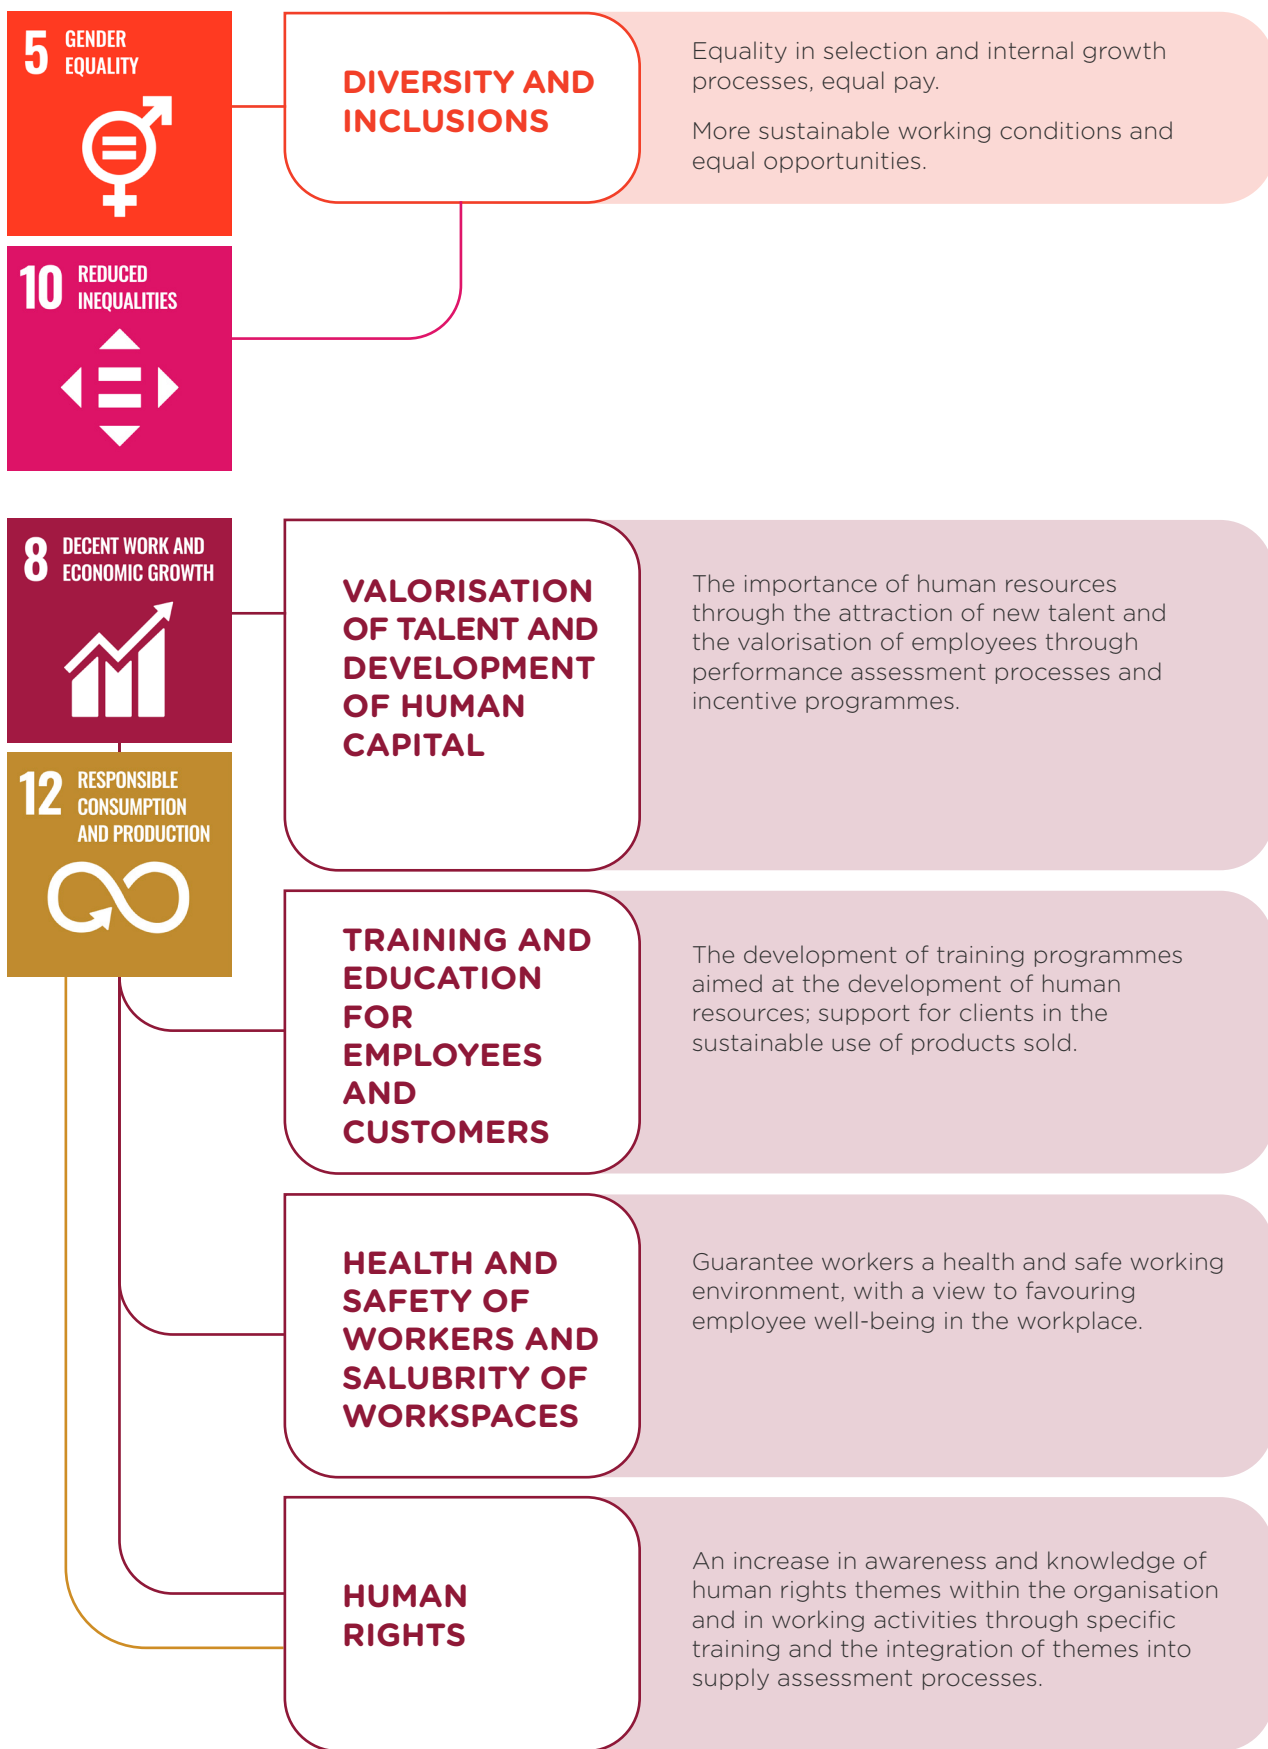 5 GENDER
EQUALITY
DIVERSITY AND
INCLUSIONS
Equality in selection and internal growth
processes, equal pay.
More sustainable working conditions and
equal opportunities.
10 REDUCED
INEQUALITIES
8 DECENT WORK AND
ECONOMIC GROWTH
VALORISATION
OF TALENT AND
DEVELOPMENT
OF HUMAN
CAPITAL
The importance of human resources
through the attraction of new talent and
the valorisation of employees through
performance assessment processes and
incentive programmes.
12 RESPONSIBLE
CONSUMPTION
AND PRODUCTION
TRAINING AND
EDUCATION
FOR
EMPLOYEES
AND
CUSTOMERS
The development of training programmes
aimed at the development of human
resources; support for clients in the
sustainable use of products sold.
HEALTH AND
SAFETY OF
WORKERS AND
SALUBRITY OF
WORKSPACES
Guarantee workers a health and safe working
environment, with a view to favouring
employee well-being in the workplace.
HUMAN
RIGHTS
An increase in awareness and knowledge of
human rights themes within the organisation
and in working activities through specific
training and the integration of themes into
supply assessment processes.